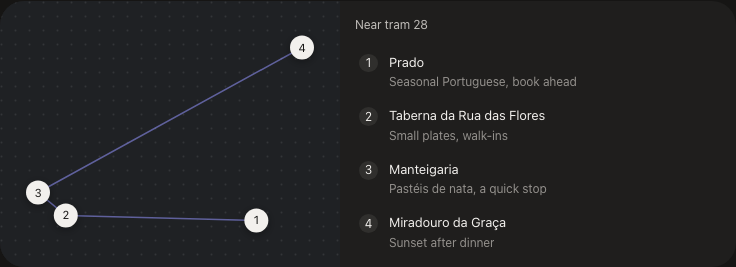 4
3
2
1
Near tram 28
1 Prado
Seasonal Portuguese, book ahead
2 Taberna da Rua das Flores
Small plates, walk-ins
3 Manteigaria
Pastéis de nata, a quick stop
4 Miradouro da Graça
Sunset after dinner